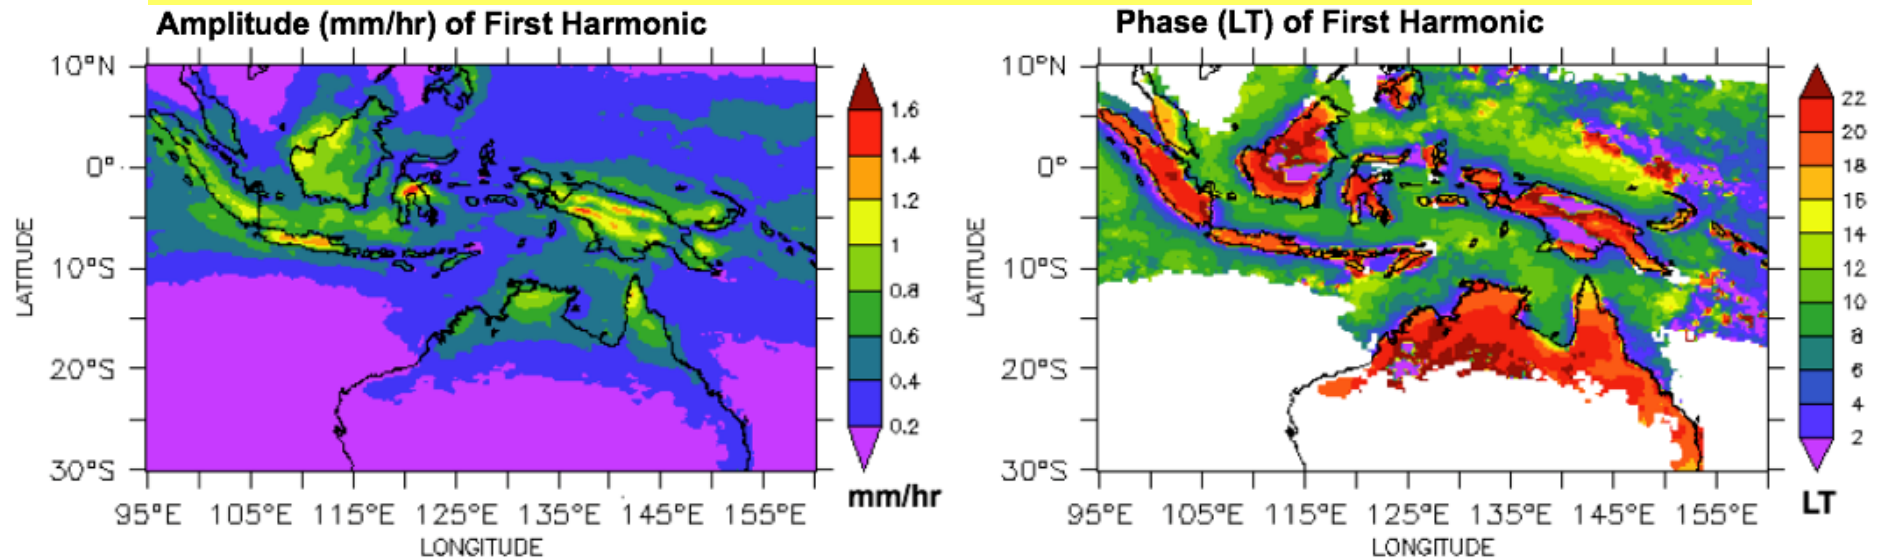 Amplitude (mm/hr) of First Harmonic
10°N
0°
10°S
20°S
30°S
LATITUDE
95°E 105°E 115°E 125°E 135°E 145°E 155°E
LONGITUDE
1.6
1.4
1.2
1
0.8
0.6
0.4
0.2
mm/hr
Phase (LT) of First Harmonic
10°N
0°
10°S
20°S
30°S
LATITUDE
95°E 105°E 115°E 125°E 135°E 145°E 155°E
LONGITUDE
22
20
18
16
14
12
10
8
6
4
2
LT